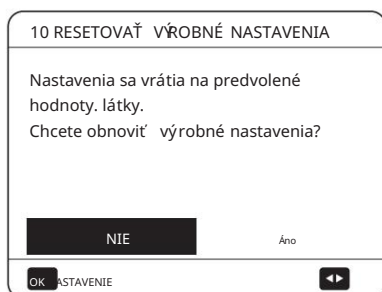 10 RESETOVAŤ VÝROBNÉ NASTAVENIA
Nastavenia sa vrátia na predvolené
hodnoty. látky.
Chcete obnoviť výrobné nastavenia?
NIE Áno
OK ASTAVENIE